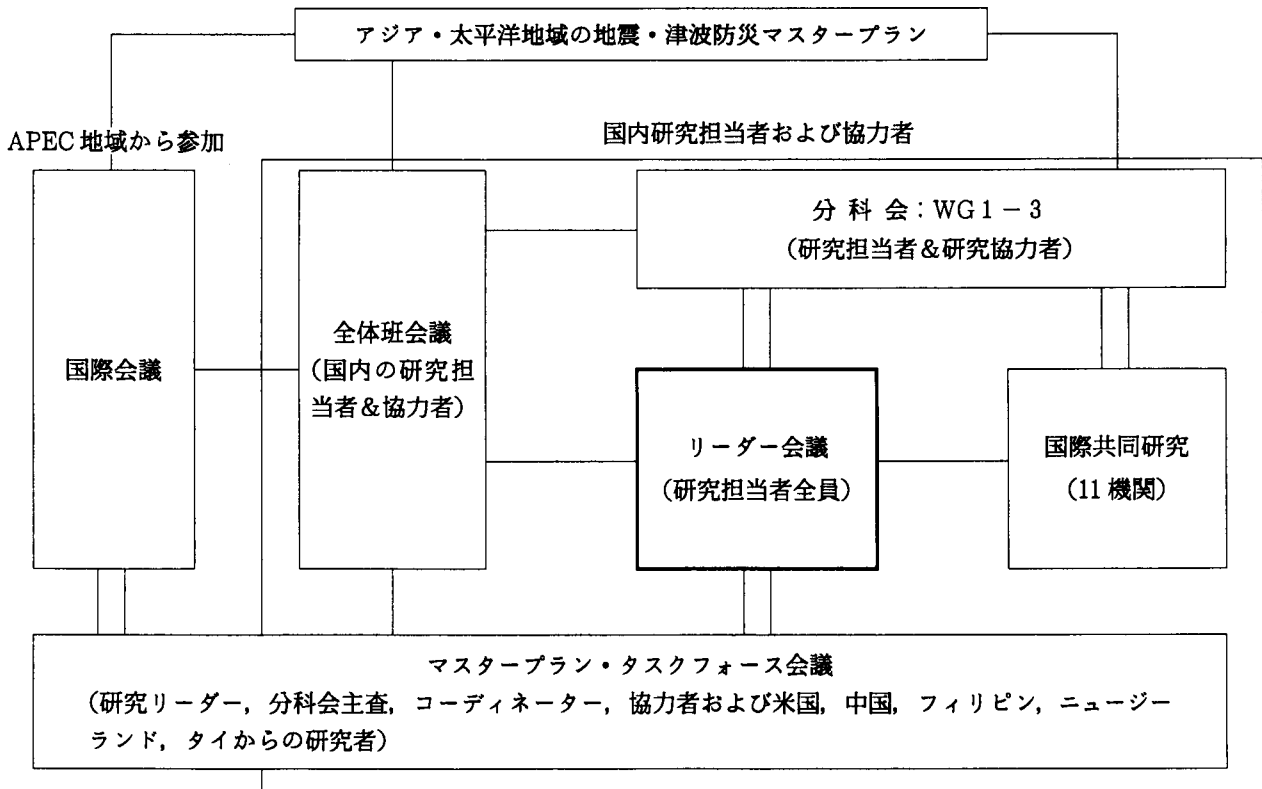 アジア・太平洋地域の地震・津波防災マスタープラン
APEC地域から参加
国内研究担当者および協力者
分科会：WG1－3
（研究担当者＆研究協力者）
国際会議
全体班会議
（国内の研究担
当者＆協力者）
リーダー会議
（研究担当者全員）
国際共同研究
（11機関）
マスタープラン・タスクフォース会議
（研究リーダー，分科会主査，コーディネーター，協力者および米国，中国，フィリピン，ニュージー
ランド，タイからの研究者）